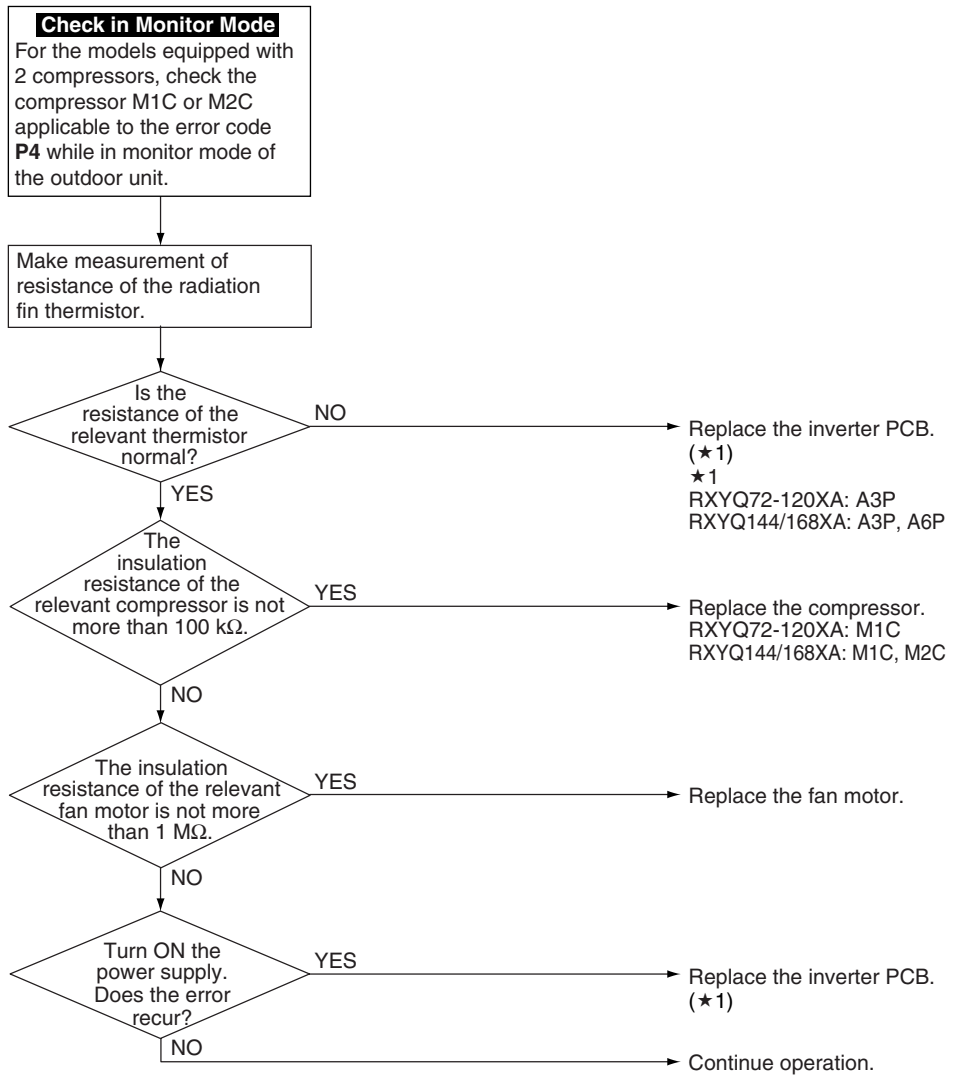 Check in Monitor Mode
For the models equipped with
2 compressors, check the
compressor M1C or M2C
applicable to the error code
P4 while in monitor mode of
the outdoor unit.
Make measurement of
resistance of the radiation
fin thermistor.
Is the
resistance of the
relevant thermistor
normal?
NO
Replace the inverter PCB.
(★1)
★1
RXYQ72-120XA: A3P
RXYQ144/168XA: A3P, A6P
YES
The
insulation
resistance of the
relevant compressor is not
more than 100 kΩ.
YES
Replace the compressor.
RXYQ72-120XA: M1C
RXYQ144/168XA: M1C, M2C
NO
The insulation
resistance of the relevant
fan motor is not more
than 1 MΩ.
YES
Replace the fan motor.
NO
Turn ON the
power supply.
Does the error
recur?
YES
Replace the inverter PCB.
(★1)
NO
Continue operation.